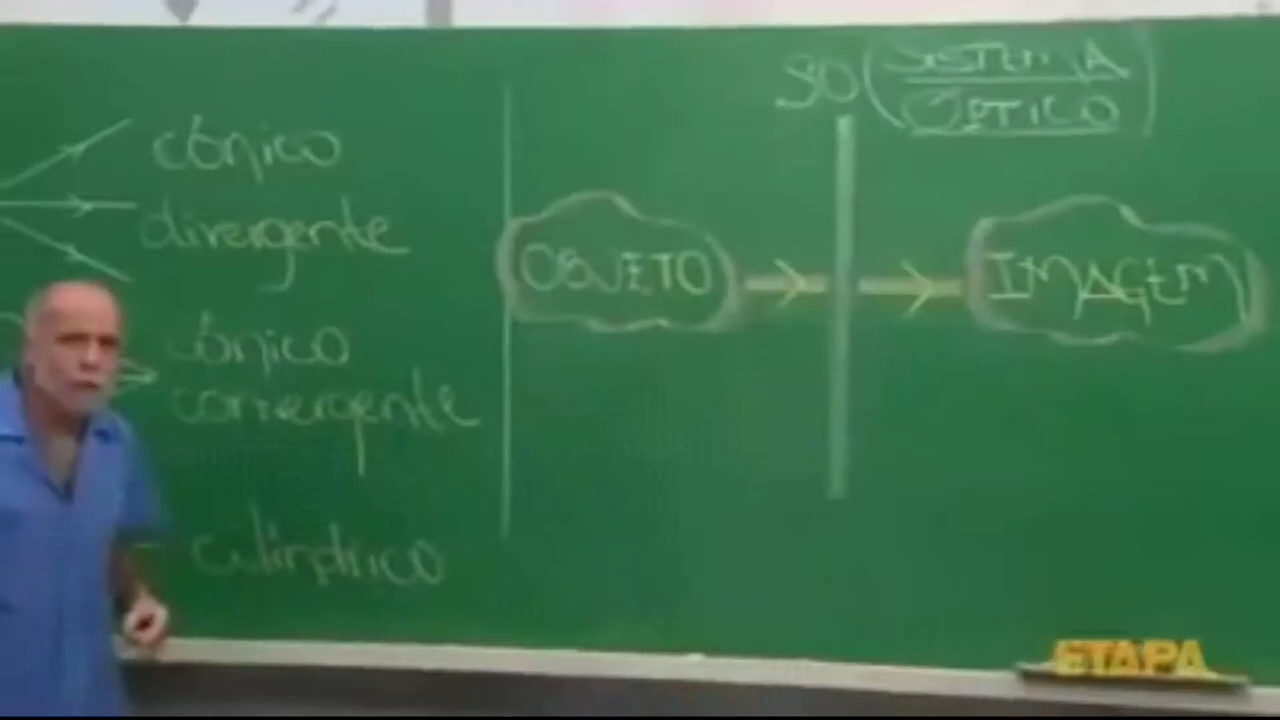 cônico
divergente
cônico
convergente
cilíndrico
SO (SISTEMA
ÓPTICO)
OBJETO
IMAGEM
ETAPA